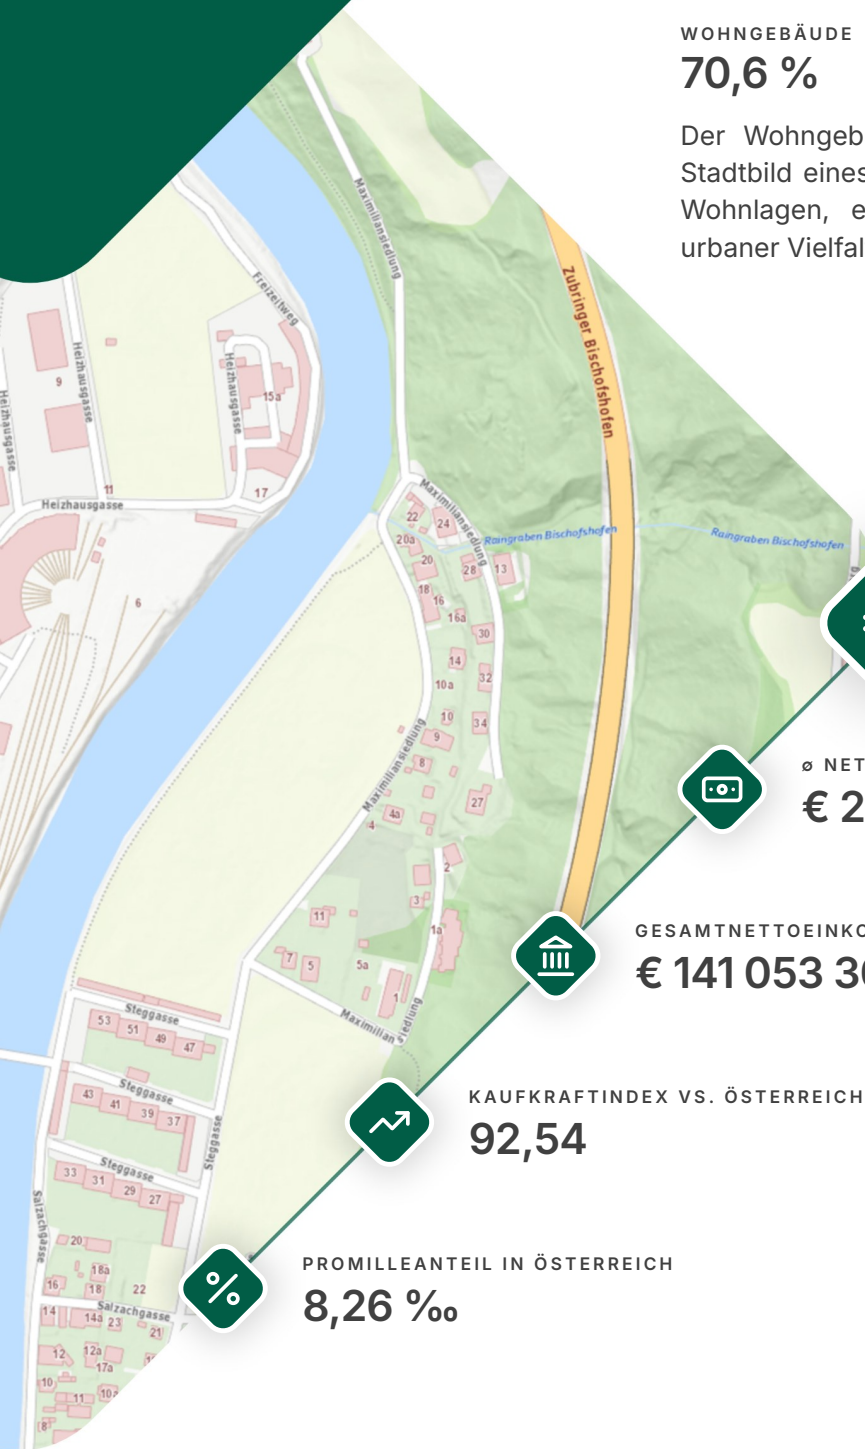 WOHNGEBÄUDE
70,6 %
Der Wohngeb
Stadtbild eines
Wohnlagen, e
urbaner Vielfal
Maximiliansiedlung
Zubringer Bischofshofen
Freizeitweg
Heizhausgasse
Heizhausgasse
Heizhausgasse
9
15a
11
17
Heizhausgasse
6
Maximiliansiedlung
22
24
20a
Raingraben Bischofshofen
Raingraben Bischofshofen
20
28
13
18
16
16a
30
14
32
10a
10
34
9
8
Maximiliansiedlung
27
4a
4
2
3
11
1a
7
5
5a
1
Maximiliansiedlung
ø NET
€ 2
GESAMTNETTOEINKO
€ 141 053 3
KAUFKRAFTINDEX VS. ÖSTERREICH
92,54
PROMILLEANTEIL IN ÖSTERREICH
8,26 ‰
Steggasse
53
51
49
47
Steggasse
43
41
39
37
Steggasse
Steggasse
33
31
29
27
Salzachgasse
20
18a
16
18
22
Salzachgasse
14
14a
23
21
12
12a
17a
10
11
10a
8